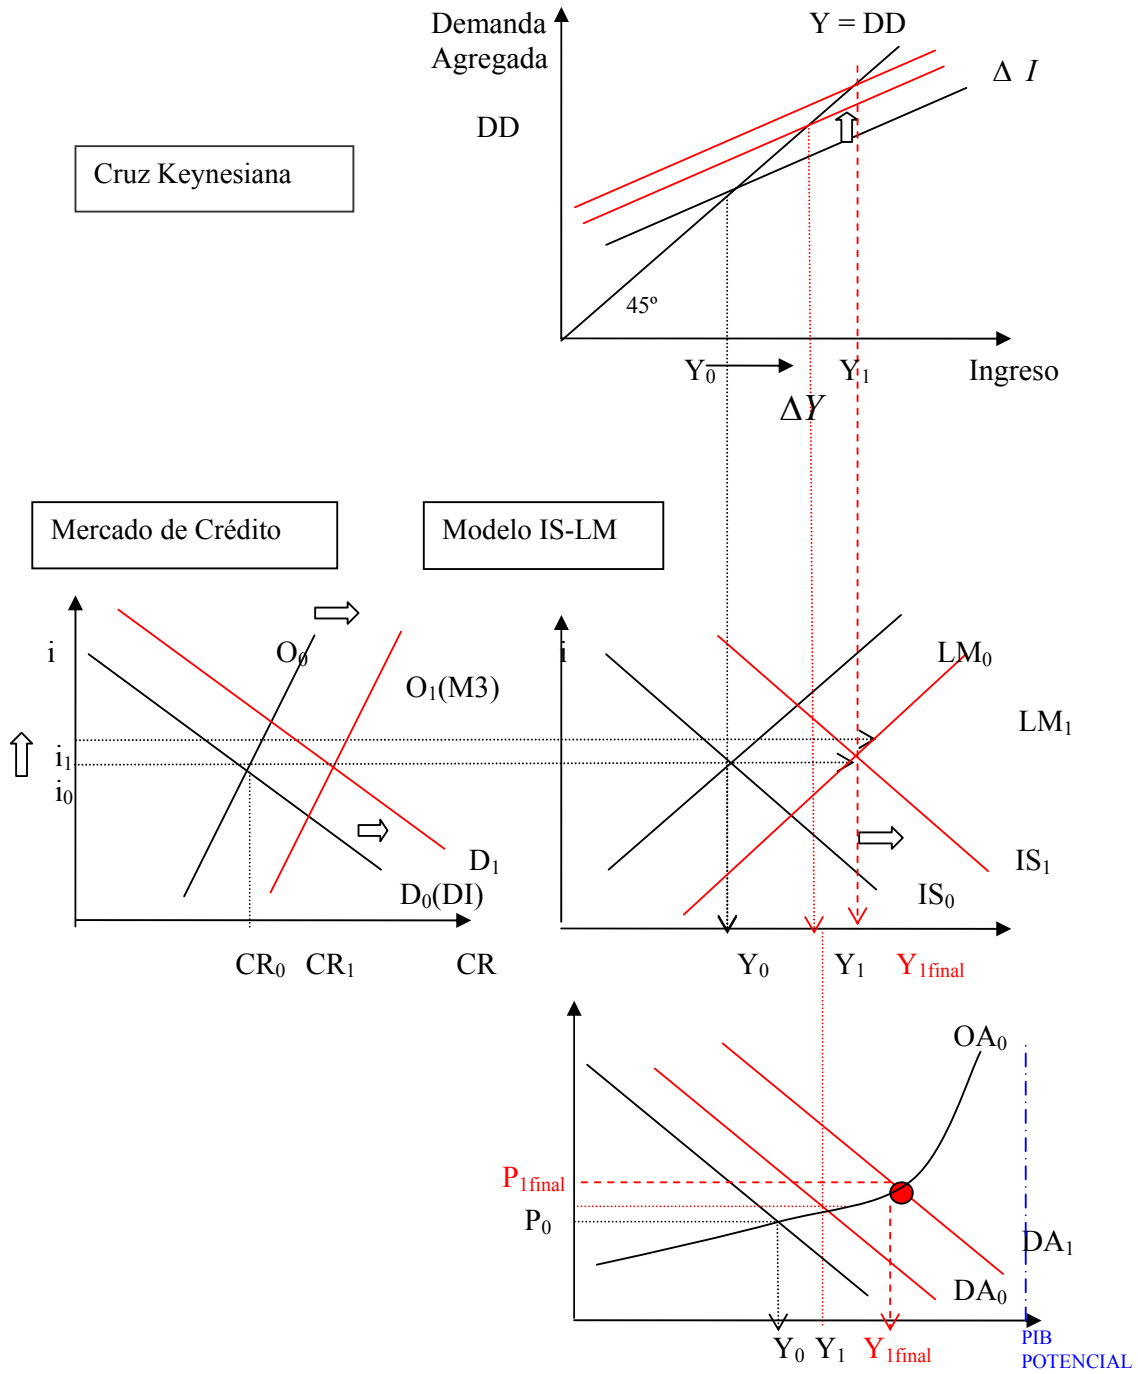 Demanda
Agregada
Y = DD
Δ I
DD
Cruz Keynesiana
45º
Y₀
Y₁
Ingreso
ΔY
Mercado de Crédito
Modelo IS-LM
i
O₀
O₁(M3)
i₁
i₀
D₁
D₀(DI)
CR₀
CR₁
CR
i
LM₀
LM₁
IS₁
IS₀
Y₀
Y₁
Y₁final
OA₀
P₁final
P₀
DA₁
DA₀
Y₀
Y₁
Y₁final
PIB
POTENCIAL